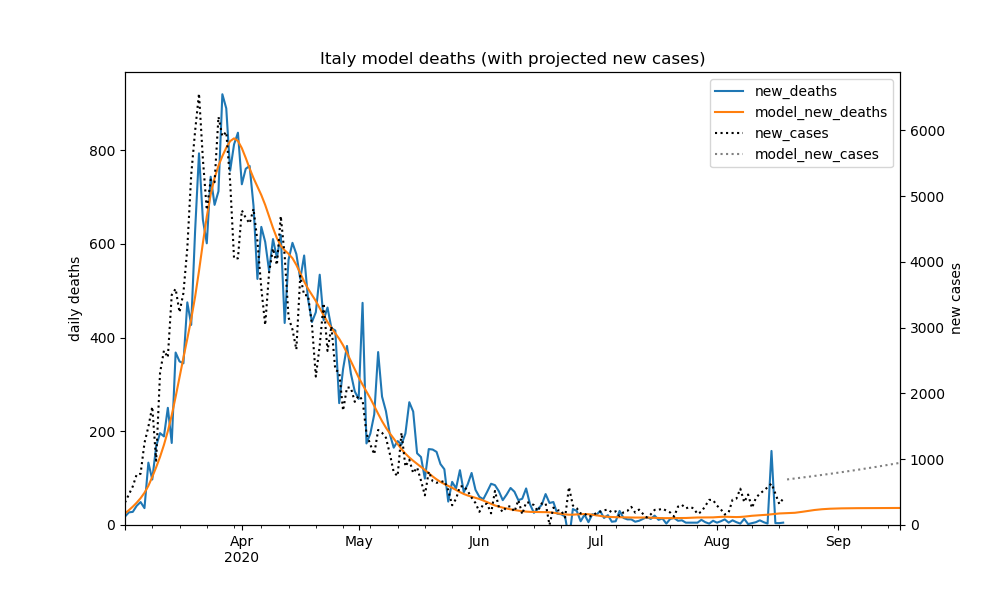 Italy model deaths (with projected new cases)
new_deaths
model_new_deaths
new_cases
model_new_cases
daily deaths
new cases
800
600
400
200
0
6000
5000
4000
3000
2000
1000
0
Apr
2020
May
Jun
Jul
Aug
Sep